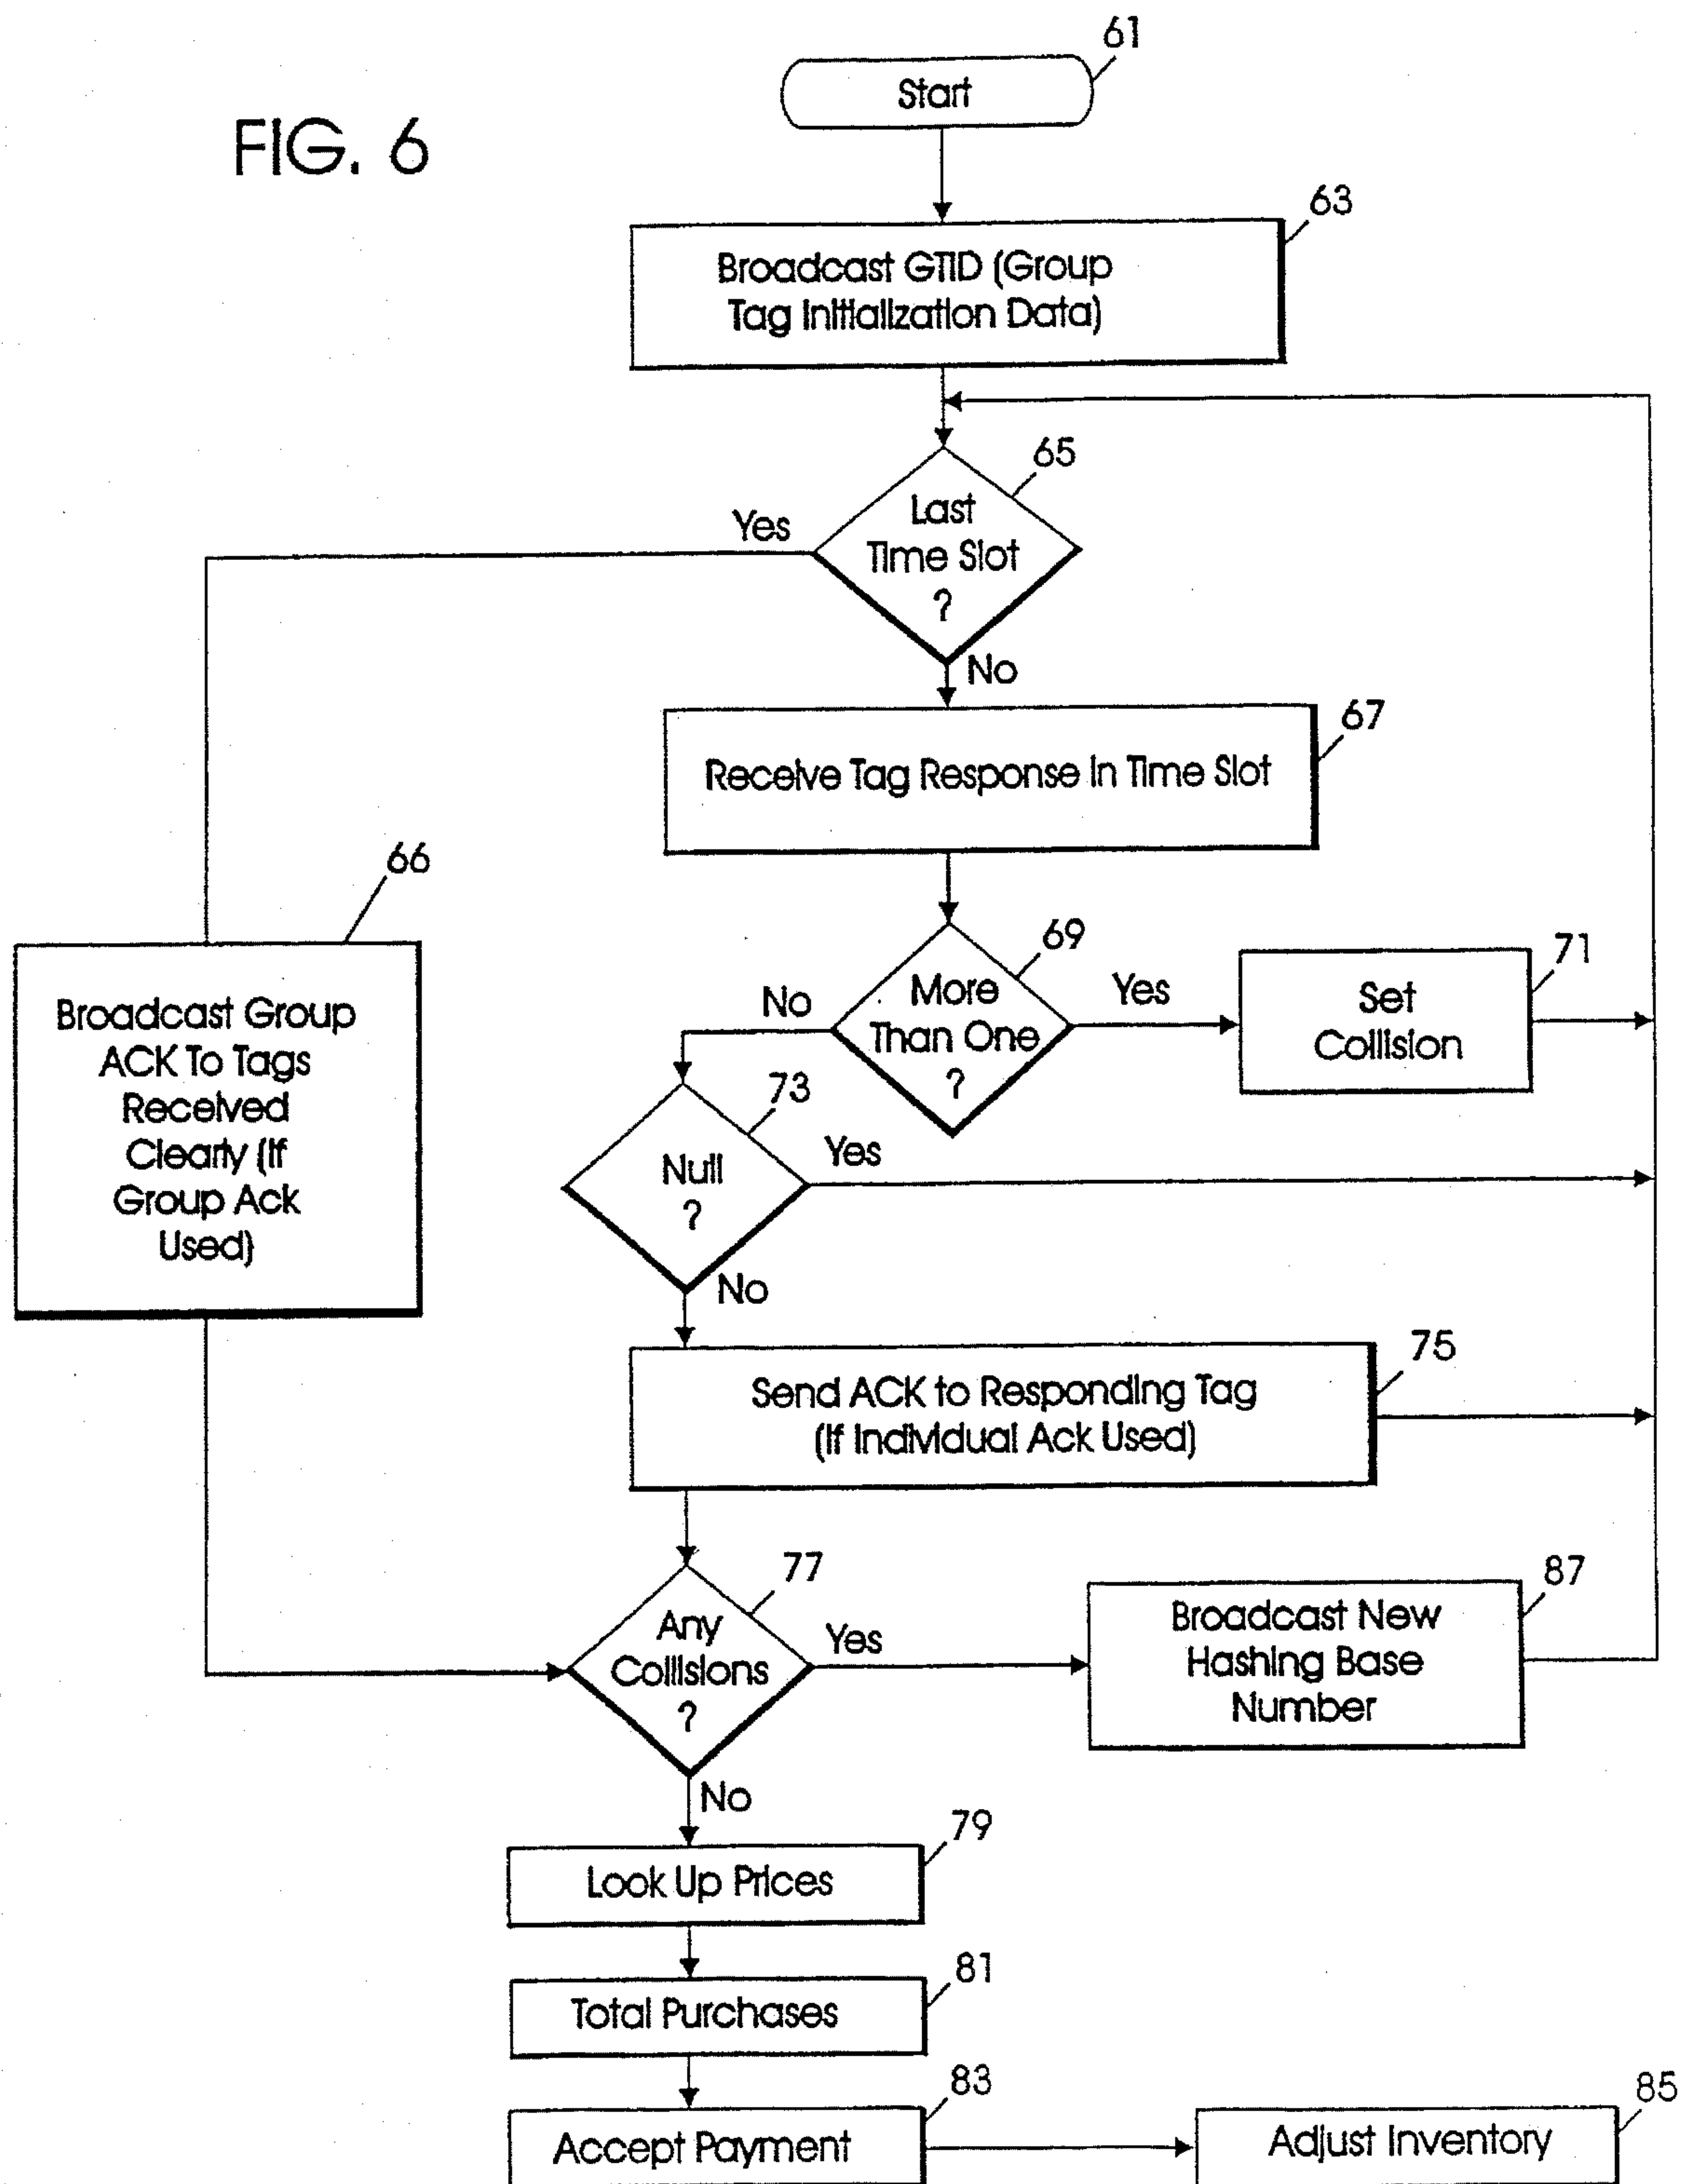 FIG. 6
61
Start
63
Broadcast GTID (Group
Tag Initialization Data)
65
Last
Time Slot
?
Yes
No
67
Receive Tag Response In Time Slot
66
Broadcast Group
ACK To Tags
Received
Clearly (If
Group Ack
Used)
69
More
Than One
?
No
Yes
71
Set
Collision
73
Null
?
Yes
No
75
Send ACK to Responding Tag
(If Individual Ack Used)
77
Any
Collisions
?
Yes
87
Broadcast New
Hashing Base
Number
No
79
Look Up Prices
81
Total Purchases
83
Accept Payment
85
Adjust Inventory